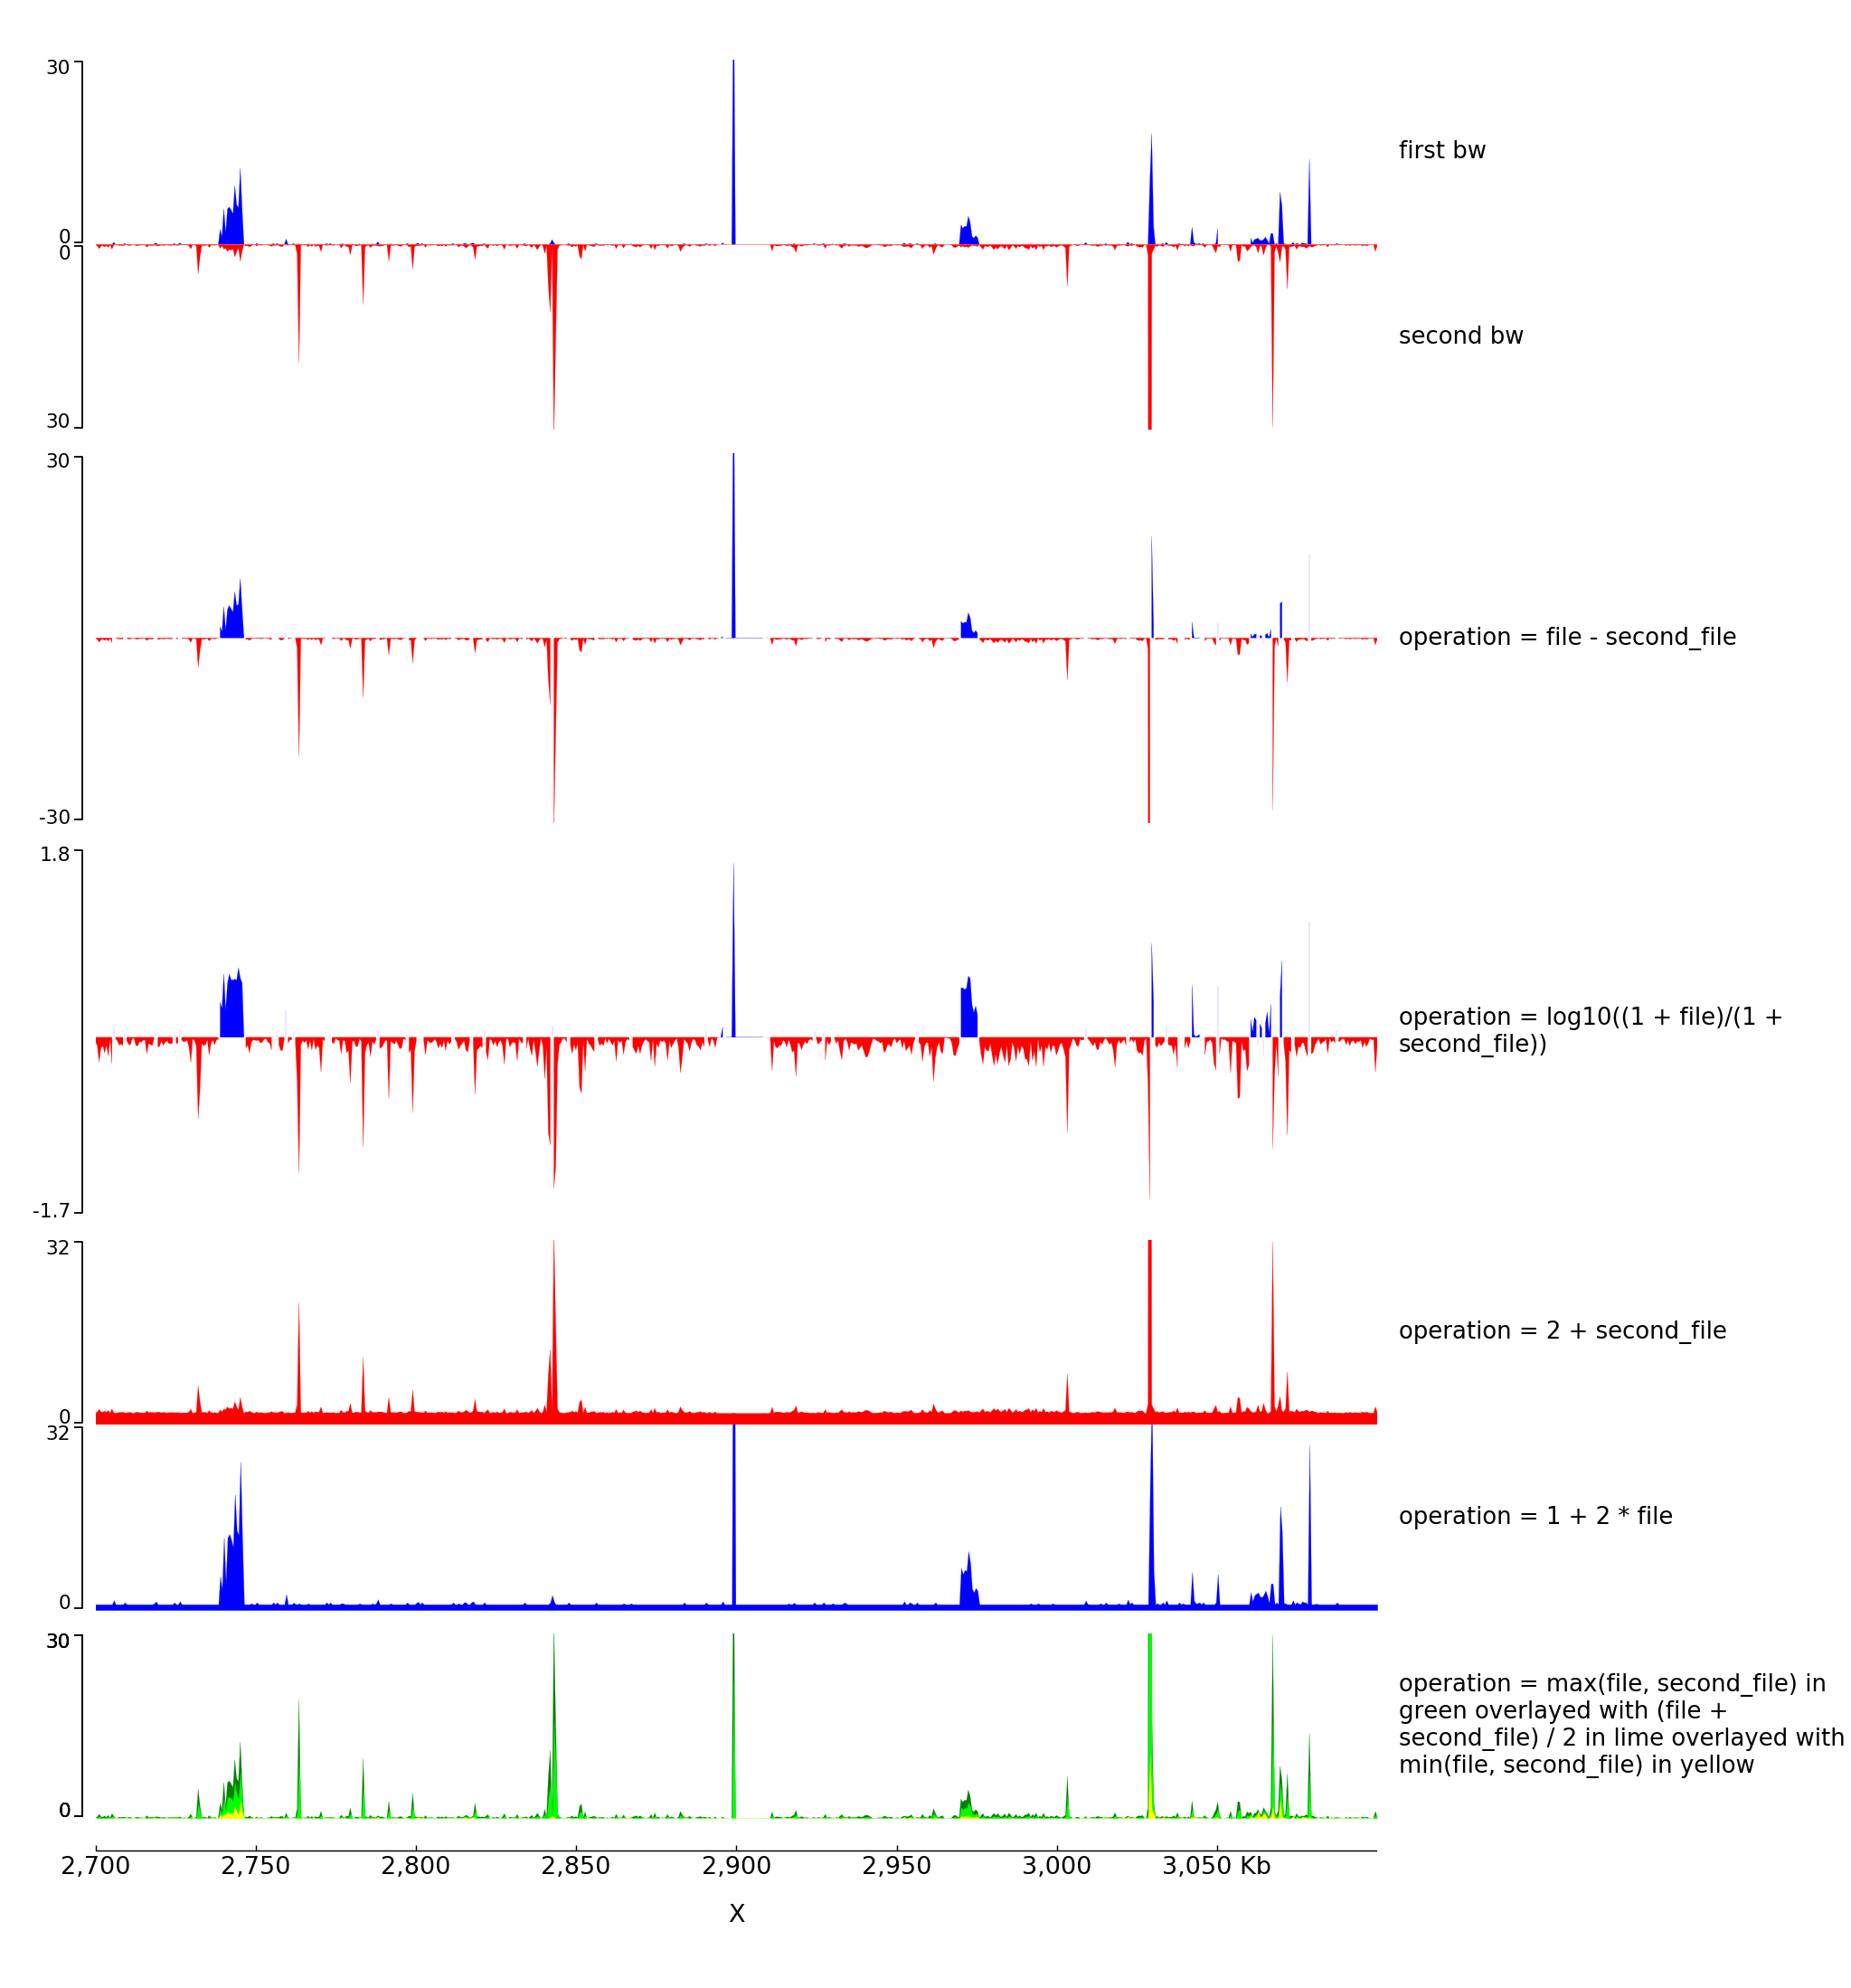 30
first bw
0
0
second bw
30
30
operation = file - second_file
-30
1.8
operation = log10((1 + file)/(1 +
second_file))
-1.7
32
operation = 2 + second_file
0
32
operation = 1 + 2 * file
0
30
operation = max(file, second_file) in
green overlayed with (file +
second_file) / 2 in lime overlayed with
min(file, second_file) in yellow
0
2,700 2,750 2,800 2,850 2,900 2,950 3,000 3,050 Kb
X